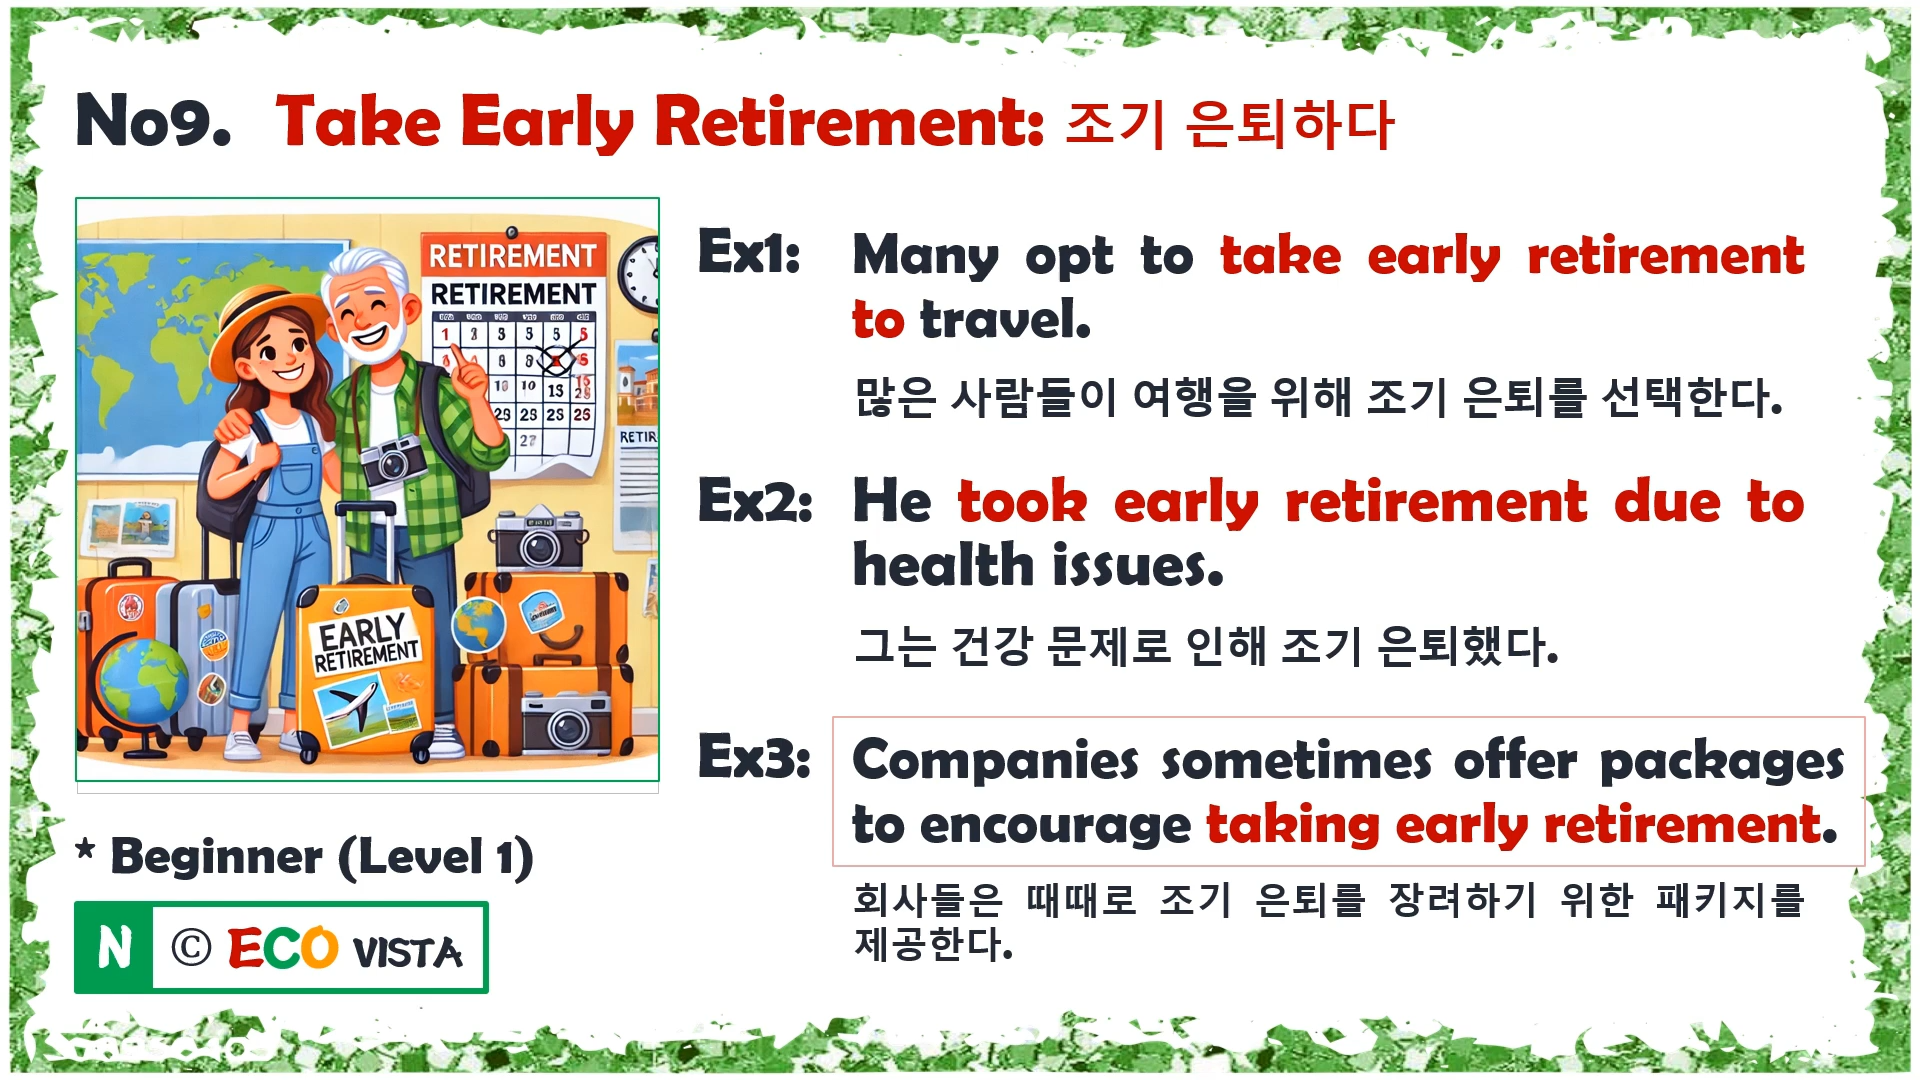 No9. Take Early Retirement: 조기 은퇴하다
RETIREMENT
RETIREMENT
RETIR
EARLY
RETIREMENT
Ex1: Many opt to take early retirement
to travel.
많은 사람들이 여행을 위해 조기 은퇴를 선택한다.
Ex2: He took early retirement due to
health issues.
그는 건강 문제로 인해 조기 은퇴했다.
Ex3: Companies sometimes offer packages
to encourage taking early retirement.
회사들은 때때로 조기 은퇴를 장려하기 위한 패키지를
제공한다.
* Beginner (Level 1)
N © ECO VISTA